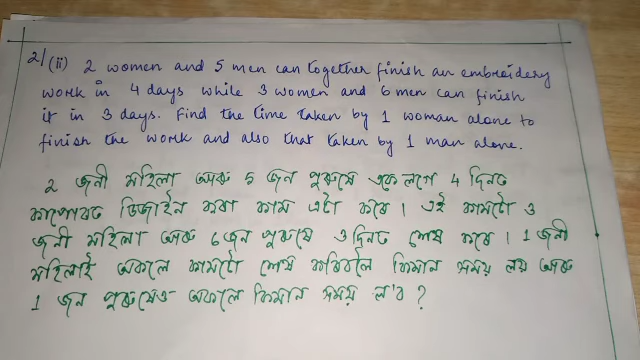 2/ (ii) 2 women and 5 men can together finish an embroidery
work in 4 days while 3 women and 6 men can finish
it in 3 days. Find the time taken by 1 woman alone to
finish the work and also that taken by 1 man alone.
2 জনী মহিলা আৰু 5 জন পুৰুষে একেলগে 4 দিনত
কাপোৰত ডিজাইন কৰা কাম এটা কৰে। এই কামটো ৩
জনী মহিলা আৰু 6 জন পুৰুষে ৩ দিনত শেষ কৰে। 1 জনী
মহিলাই অকলে কামটো শেষ কৰিবলৈ কিমান সময় লয় আৰু
1 জন পুৰুষেও অকলে কিমান সময় ল'ব ?